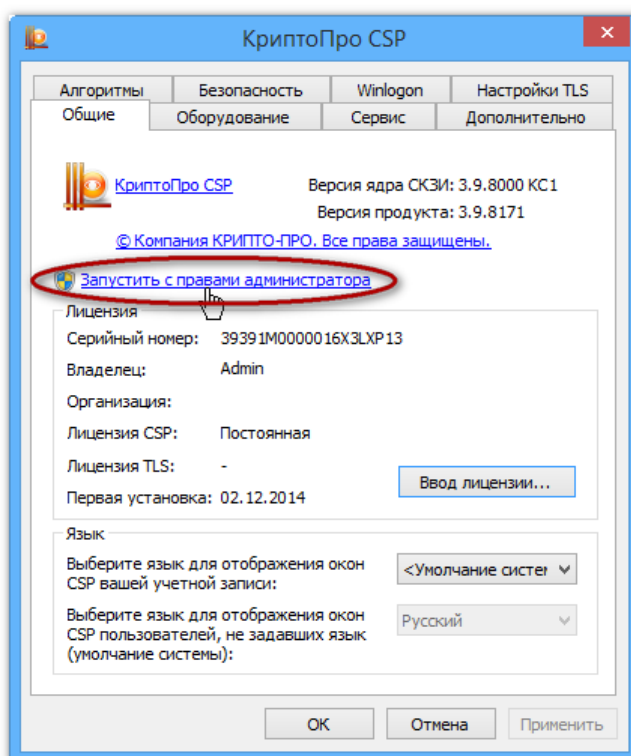 КриптоПро CSP
Алгоритмы Безопасность Winlogon Настройки TLS
Общие Оборудование Сервис Дополнительно
КриптоПро CSP Версия ядра СКЗИ: 3.9.8000 КС1
Версия продукта: 3.9.8171
© Компания КРИПТО-ПРО. Все права защищены.
Запустить с правами администратора
Лицензия
Серийный номер: 39391M0000016X3LXP13
Владелец: Admin
Организация:
Лицензия CSP: Постоянная
Лицензия TLS: -
Ввод лицензии...
Первая установка: 02.12.2014
Язык
Выберите язык для отображения окон
CSP вашей учетной записи:
<Умолчание систе
Выберите язык для отображения окон
CSP пользователей, не задавших язык
(умолчание системы):
Русский
ОК Отмена Применить